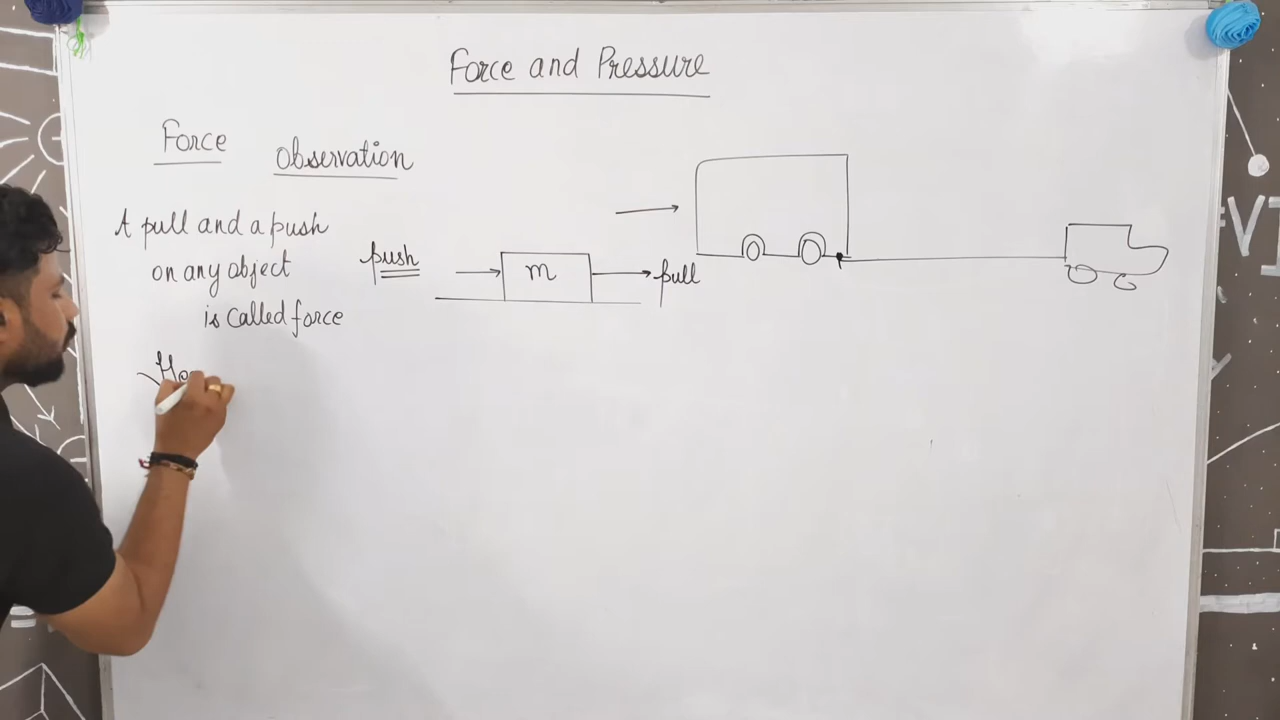 Force and Pressure
Force
observation
A pull and a push
on any object
is called force
push
m
pull